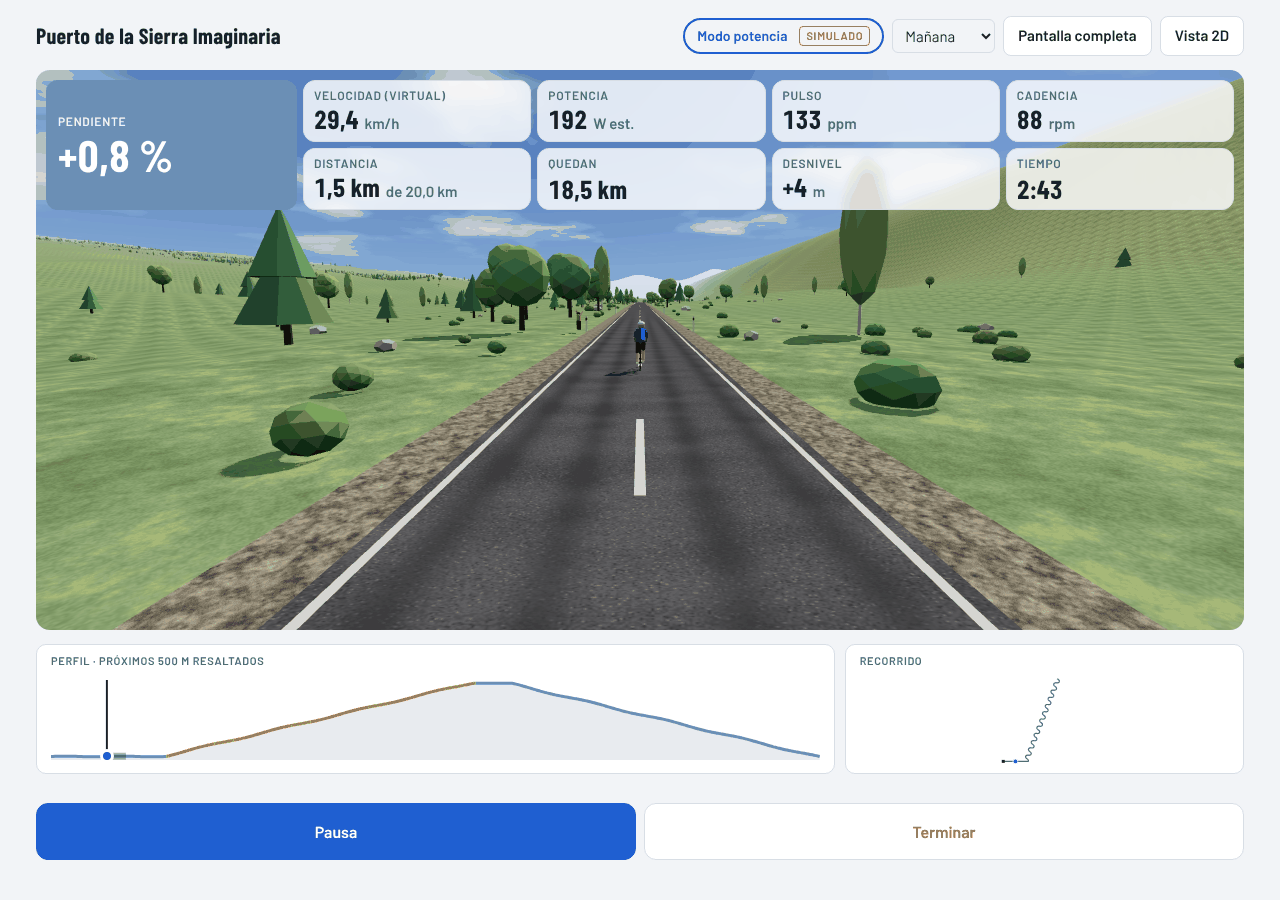 Puerto de la Sierra Imaginaria
Modo potencia SIMULADO
Mañana
Pantalla completa
Vista 2D
PENDIENTE
+0,8 %
VELOCIDAD (VIRTUAL)
29,4 km/h
POTENCIA
192 W est.
PULSO
133 ppm
CADENCIA
88 rpm
DISTANCIA
1,5 km de 20,0 km
QUEDAN
18,5 km
DESNIVEL
+4 m
TIEMPO
2:43
PERFIL · PRÓXIMOS 500 M RESALTADOS
RECORRIDO
Pausa
Terminar